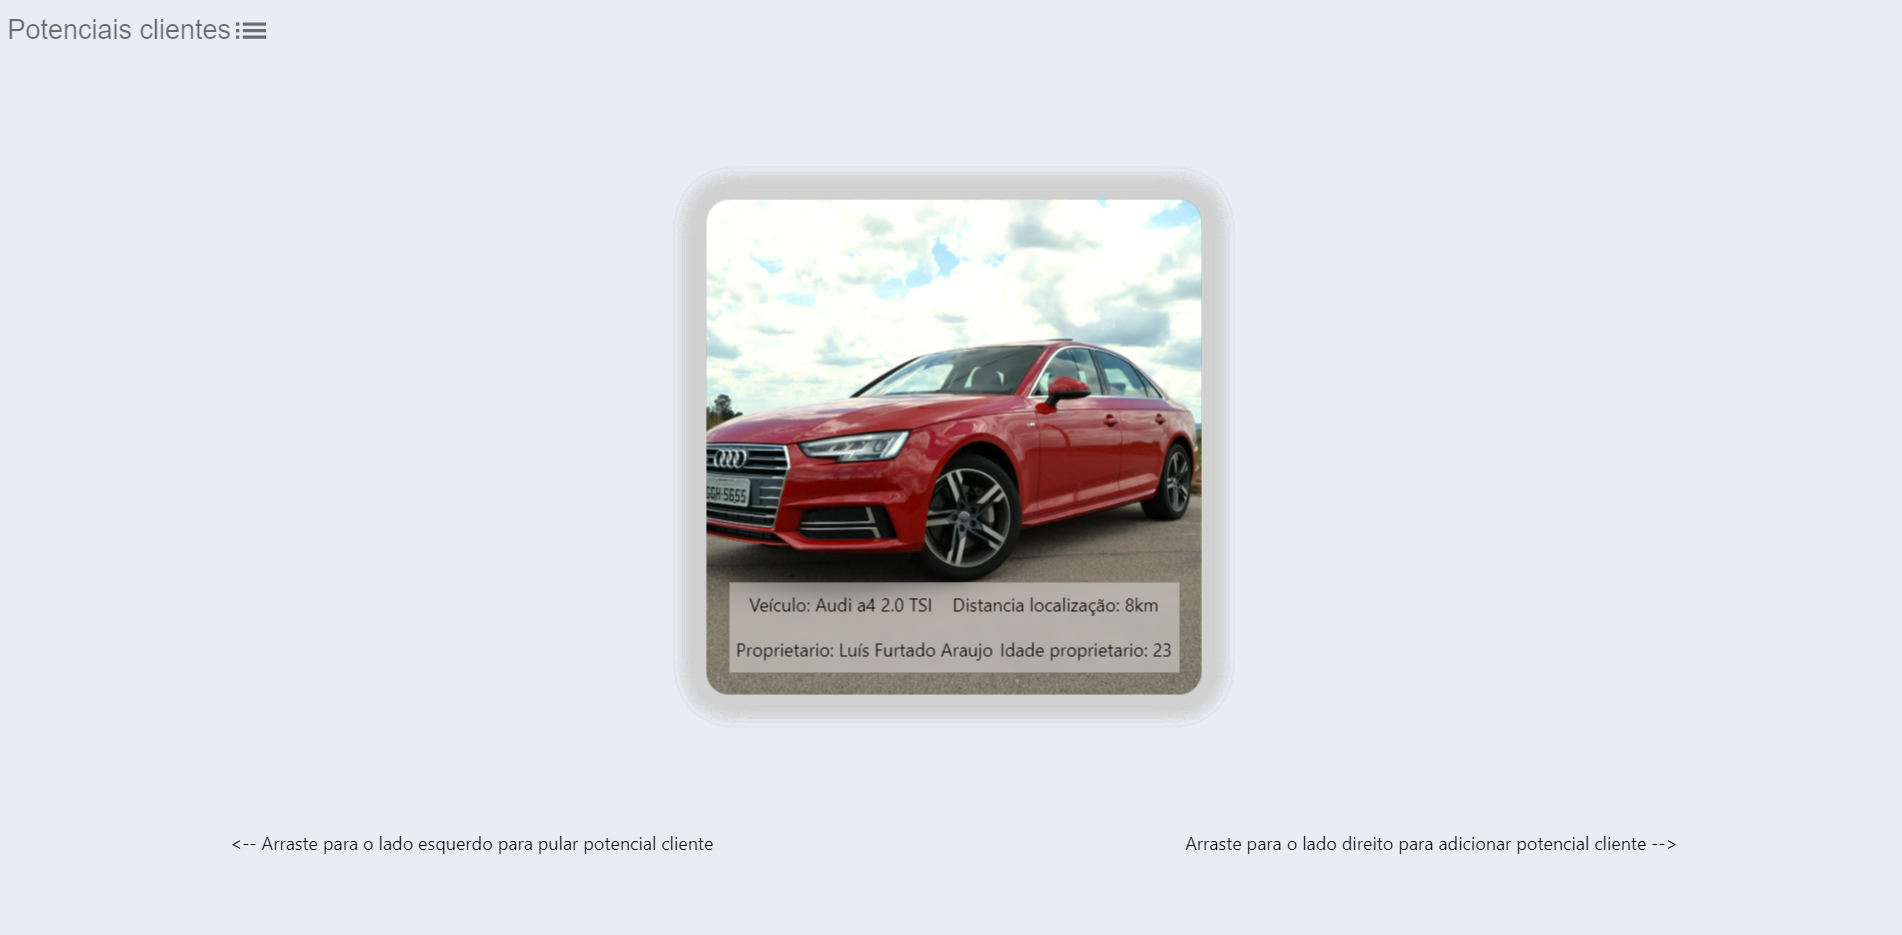 Potenciais clientes
GGH-5655
Veículo: Audi a4 2.0 TSI Distancia localização: 8km
Proprietario: Luís Furtado Araujo Idade proprietario: 23
<-- Arraste para o lado esquerdo para pular potencial cliente
Arraste para o lado direito para adicionar potencial cliente -->